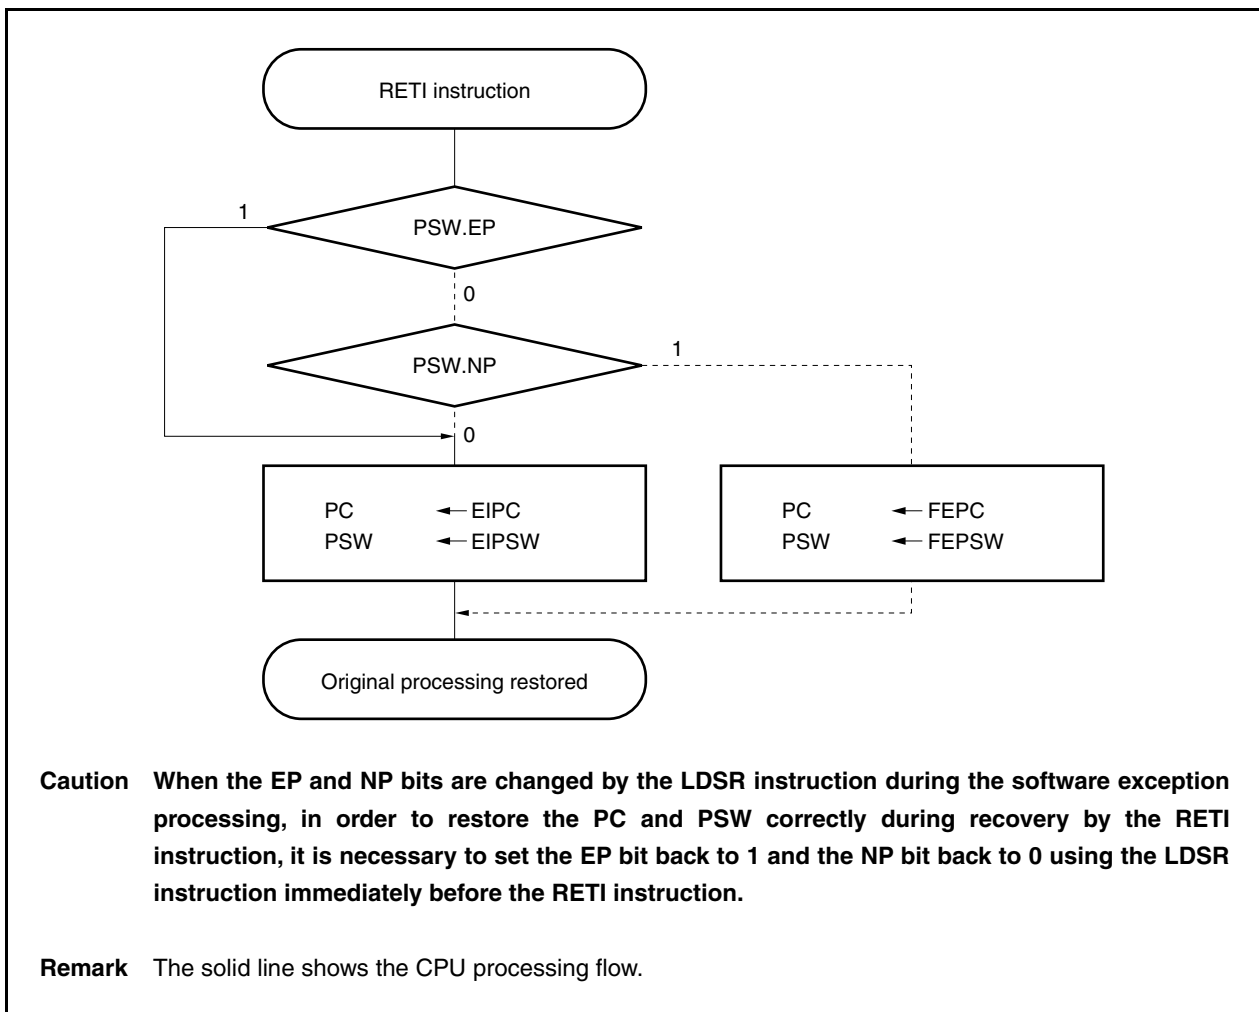 RETI instruction
1
PSW.EP
0
1
PSW.NP
0
PC ← EIPC
PSW ← EIPSW
PC ← FEPC
PSW ← FEPSW
Original processing restored
Caution When the EP and NP bits are changed by the LDSR instruction during the software exception
processing, in order to restore the PC and PSW correctly during recovery by the RETI
instruction, it is necessary to set the EP bit back to 1 and the NP bit back to 0 using the LDSR
instruction immediately before the RETI instruction.
Remark The solid line shows the CPU processing flow.